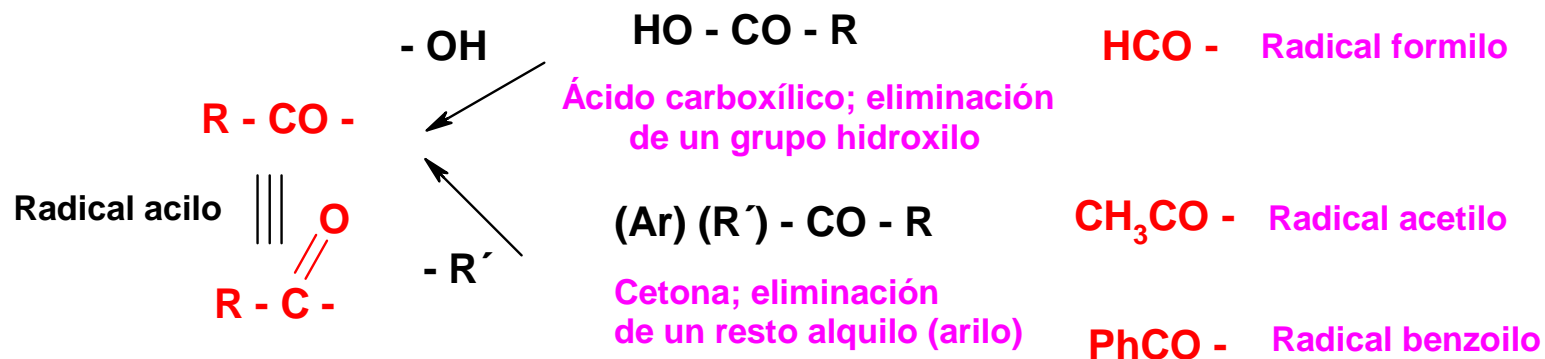 - OH
HO - CO - R
HCO - Radical formilo
Ácido carboxílico; eliminación
de un grupo hidroxilo
R - CO -
Radical acilo
O
R - C -
- R´
(Ar) (R´) - CO - R
CH₃CO - Radical acetilo
Cetona; eliminación
de un resto alquilo (arilo)
PhCO - Radical benzoilo